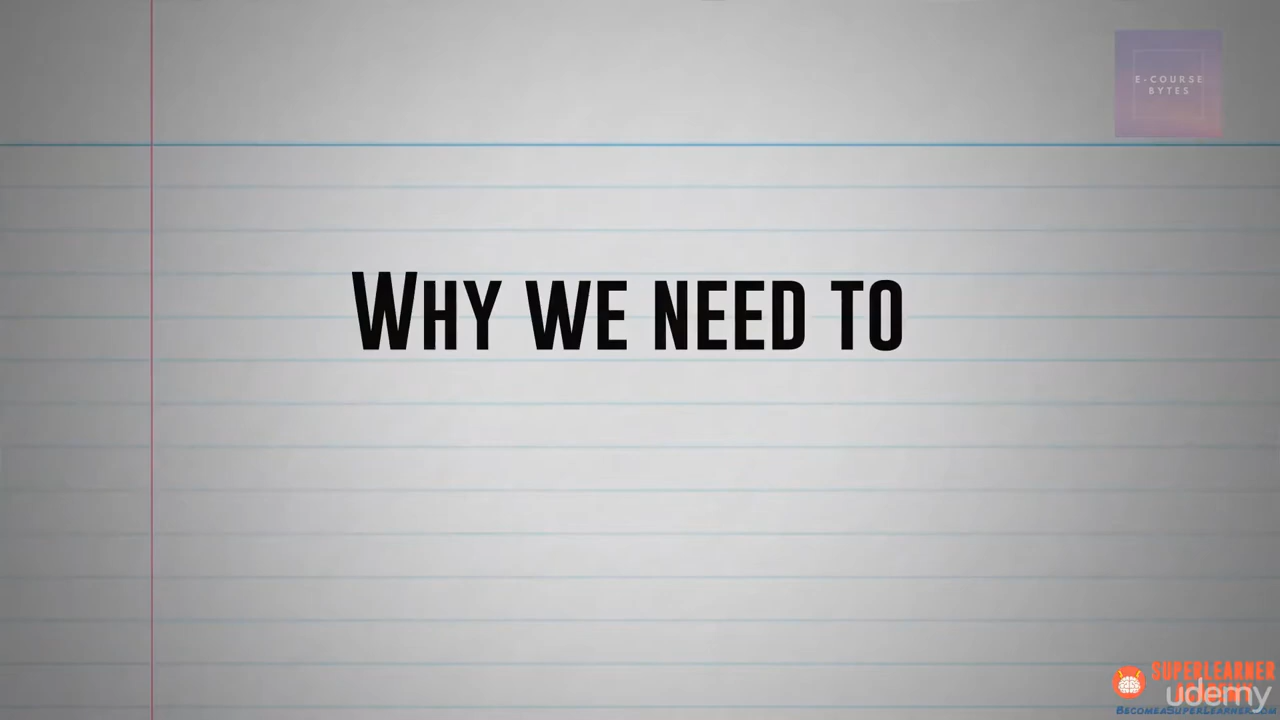 E-COURSE
BYTES
WHY WE NEED TO
SUPERLEARNER
udemy
BECOMEASUPERLEARNER.COM